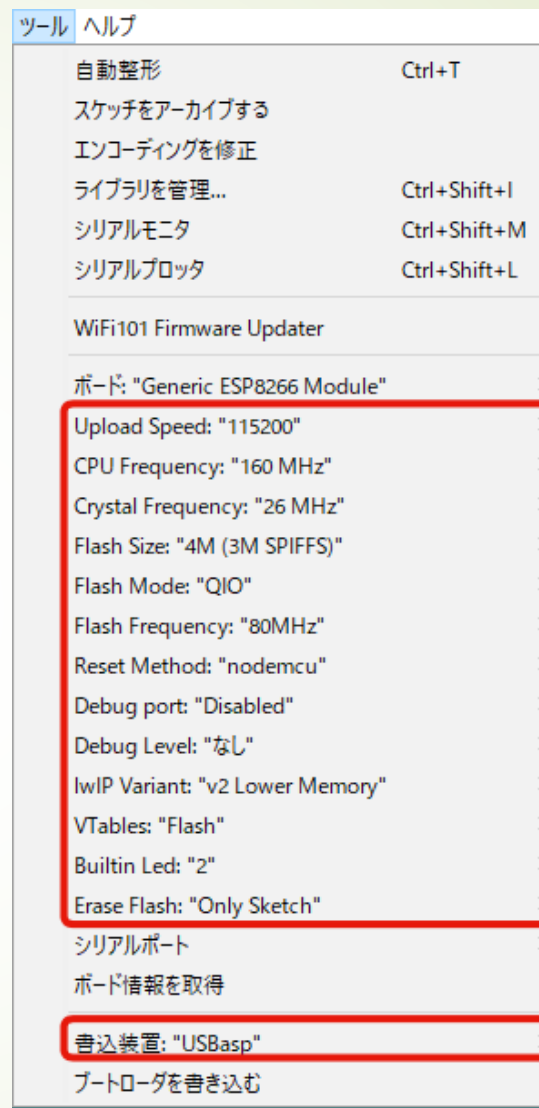 ツール ヘルプ
自動整形 Ctrl+T
スケッチをアーカイブする
エンコーディングを修正
ライブラリを管理... Ctrl+Shift+I
シリアルモニタ Ctrl+Shift+M
シリアルプロッタ Ctrl+Shift+L
WiFi101 Firmware Updater
ボード: "Generic ESP8266 Module"
Upload Speed: "115200"
CPU Frequency: "160 MHz"
Crystal Frequency: "26 MHz"
Flash Size: "4M (3M SPIFFS)"
Flash Mode: "QIO"
Flash Frequency: "80MHz"
Reset Method: "nodemcu"
Debug port: "Disabled"
Debug Level: "なし"
lwIP Variant: "v2 Lower Memory"
VTables: "Flash"
Builtin Led: "2"
Erase Flash: "Only Sketch"
シリアルポート
ボード情報を取得
書込装置: "USBasp"
ブートローダを書き込む